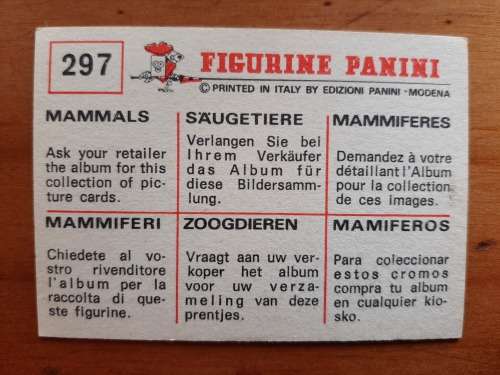 297
FIGURINE PANINI
© PRINTED IN ITALY BY EDIZIONI PANINI - MODENA
MAMMALS
Ask your retailer
the album for this
collection of pic-
ture cards.
SÄUGETIERE
Verlangen Sie bei
Ihrem Verkäufer
das Album für
diese Bildersamm-
lung.
MAMMIFERES
Demandez à votre
détaillant l'Album
pour la collection
de ces images.
MAMMIFERI
Chiedete al vo-
stro rivenditore
l'album per la
raccolta di que-
ste figurine.
ZOOGDIEREN
Vraagt aan uw ver-
koper het album
voor uw verza-
meling van deze
prentjes.
MAMIFEROS
Para coleccionar
estos cromos
compra tu album
en cualquier kio-
sko.